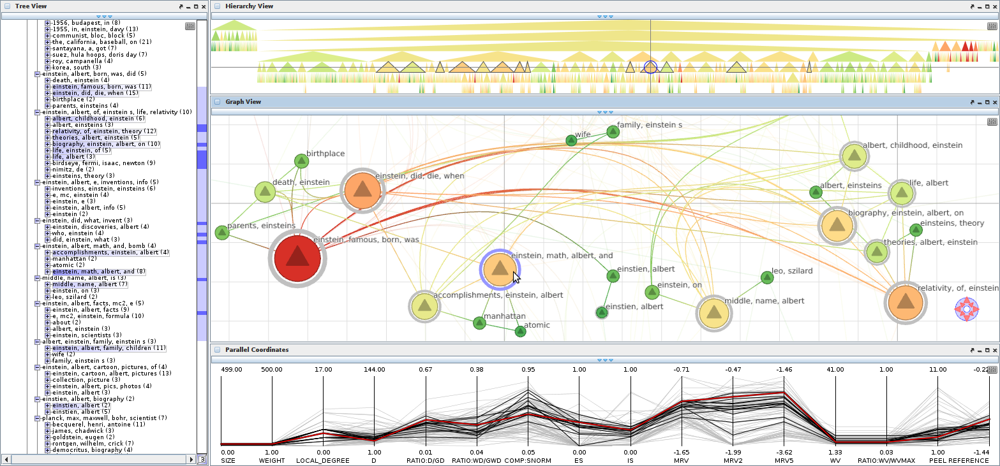 Tree View
1956, budapest, in (8)
1955, in, einstein, davy (13)
communist, bloc, block (5)
the, california, baseball, on (21)
santayana, a, got (7)
suez, hula hoops, doris day (7)
roy, campanella (4)
korea, south (3)
einstein, albert, born, was, did (5)
death, einstein (4)
einstein, famous, born, was (11)
einstein, did, die, when (15)
birthplace (2)
parents, einsteins (4)
einstein, albert, of, einstein s, life, relativity (10)
albert, childhood, einstein (6)
albert, einsteins (3)
relativity, of, einstein, theory (12)
theories, albert, einstein (5)
biography, einstein, albert, on (10)
life, einstein, of (5)
life, albert (3)
birdseye, fermi, isaac, newton (9)
nimitz, de (2)
einsteins, theory (3)
einstein, albert, e, inventions, info (5)
inventions, einstein, einsteins (6)
e, mc, einstein (4)
einstein, e (3)
einstein, albert, info (5)
einstein (2)
einstein, did, what, invent (3)
einstein, discoveries, albert (4)
who, einstein (4)
did, einstein, what (3)
einstein, albert, math, and, bomb (4)
accomplishments, einstein, albert (4)
manhattan (2)
atomic (2)
einstein, math, albert, and (8)
middle, name, albert, is (3)
middle, name, albert (7)
einstein, on (3)
leo, szilard (2)
einstein, albert, facts, mc2, e (5)
einstein, albert, facts (9)
e, mc2, einstein, formula (10)
about (2)
albert, einstein (3)
einstein, scientists (3)
albert, einstein, family, einstein s (3)
einstein, albert, family, children (11)
wife (2)
family, einstein s (3)
einstein, albert, cartoon, pictures, of (4)
einstein, cartoon, albert, pictures (13)
collection, picture (3)
einstein, albert, pics, photos (4)
einstein, albert (3)
einstien, albert, biography (2)
einstien, albert (2)
einstien, albert (5)
planck, max, maxwell, bohr, scientist (7)
becquerel, henri, antoine (11)
james, chadwick (3)
goldstein, eugen (2)
rontgen, wilhelm, crick (7)
democritus, biography (4)
3
Hierarchy View
Graph View
family, einstein s
wife
birthplace
albert, childhood, einstein
einstein, did, die, when
death, einstein
life, albert
albert, einsteins
biography, einstein, albert, on
parents, einsteins
einsteins, theory
einstein, famous, born, was
theories, albert, einstein
einstein, math, albert, and
einstien, albert
leo, szilard
einstein, on
relativity, of, einstein
accomplishments, einstein, albert
middle, name, albert
einstien, albert
manhattan
atomic
Parallel Coordinates
499.00 500.00 17.00 144.00 0.67 0.38 0.95 1.00 1.00 -0.71 -0.47 -1.46 41.00 1.00 11.00 -0.22
0.00 1.00 0.00 1.00 0.01 0.04 0.05 0.00 0.00 -1.65 -1.99 -3.62 1.33 0.03 1.00 -1.44
SIZE WEIGHT LOCAL_DEGREE D RATIO:D/GD RATIO:WD/GWD COMP:SNORM ES IS MRV MRV2 MRV5 WV RATIO:WV/WVMAX PEEL REFERENCE